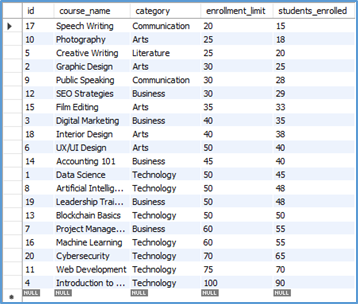 id course_name category enrollment_limit students_enrolled
17 Speech Writing Communication 20 15
10 Photography Arts 25 18
5 Creative Writing Literature 25 20
2 Graphic Design Arts 30 25
9 Public Speaking Communication 30 28
12 SEO Strategies Business 30 29
15 Film Editing Arts 35 33
3 Digital Marketing Business 40 35
18 Interior Design Arts 40 38
6 UX/UI Design Arts 50 40
14 Accounting 101 Business 45 40
1 Data Science Technology 50 45
8 Artificial Intellig... Technology 50 48
19 Leadership Trai... Business 50 48
13 Blockchain Basics Technology 50 50
7 Project Manage... Business 60 55
16 Machine Learning Technology 60 55
20 Cybersecurity Technology 70 65
11 Web Development Technology 75 70
4 Introduction to ... Technology 100 90
NULL NULL NULL NULL NULL